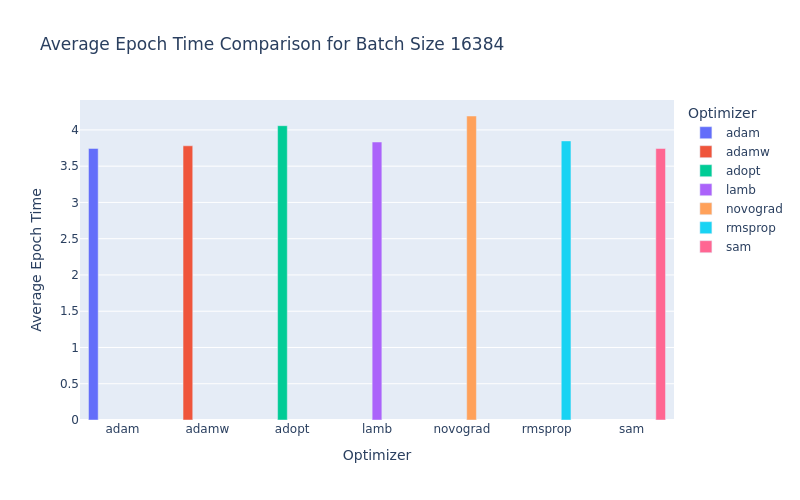 Average Epoch Time Comparison for Batch Size 16384
Average Epoch Time
4
3.5
3
2.5
2
1.5
1
0.5
0
adam
adamw
adopt
lamb
novograd
rmsprop
sam
Optimizer
Optimizer
adam
adamw
adopt
lamb
novograd
rmsprop
sam